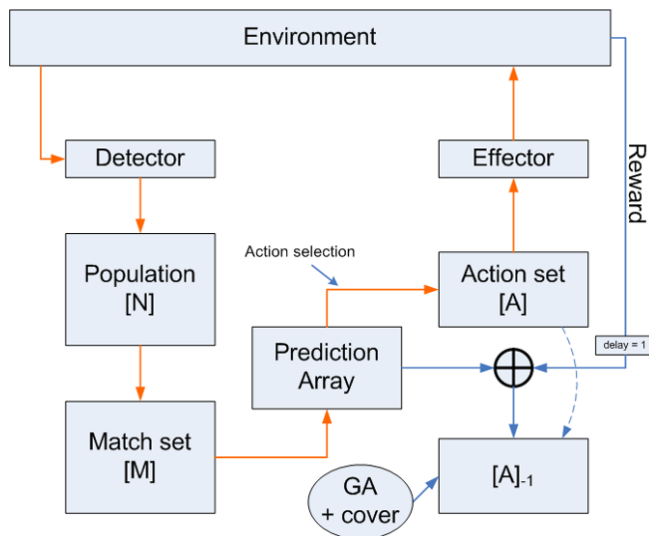 Environment
Detector
Effector
Reward
Population
[N]
Action selection
Action set
[A]
Prediction
Array
delay = 1
Match set
[M]
GA
+ cover
[A]-1